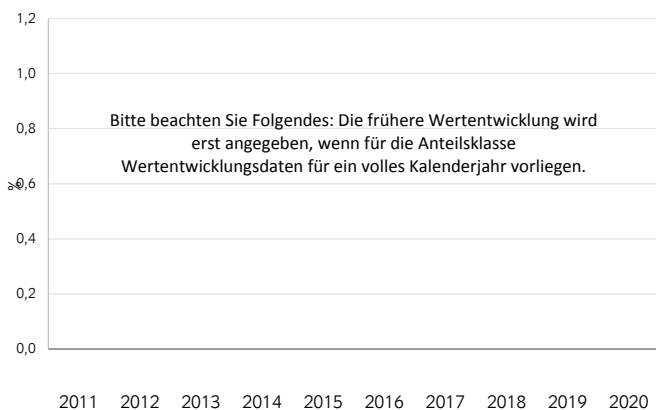 1,2
1,0
Bitte beachten Sie Folgendes: Die frühere Wertentwicklung wird
0,8
erst angegeben, wenn für die Anteilsklasse
Wertentwicklungsdaten für ein volles Kalenderjahr vorliegen.
%
0,6
0,4
0,2
0,0
2011 2012 2013 2014 2015 2016 2017 2018 2019 2020